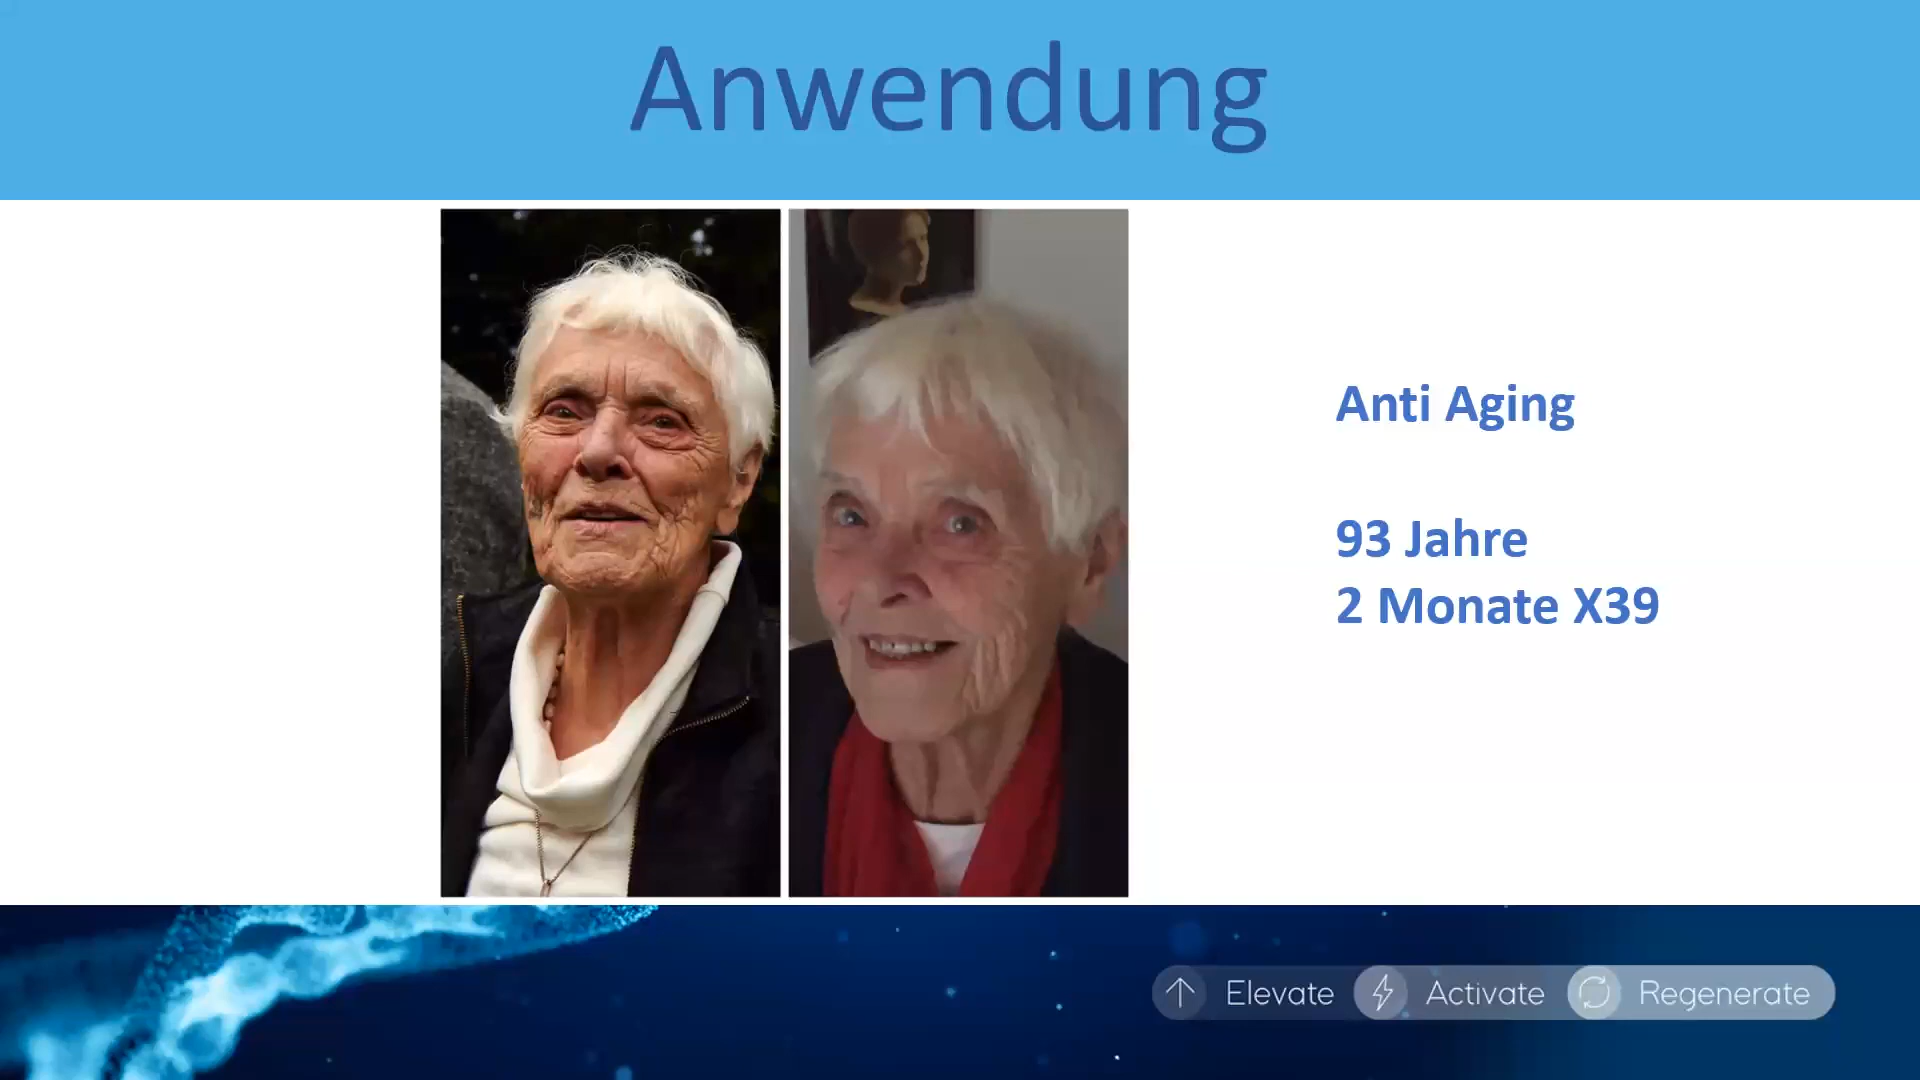 Anwendung
Anti Aging
93 Jahre
2 Monate X39
Elevate Activate Regenerate